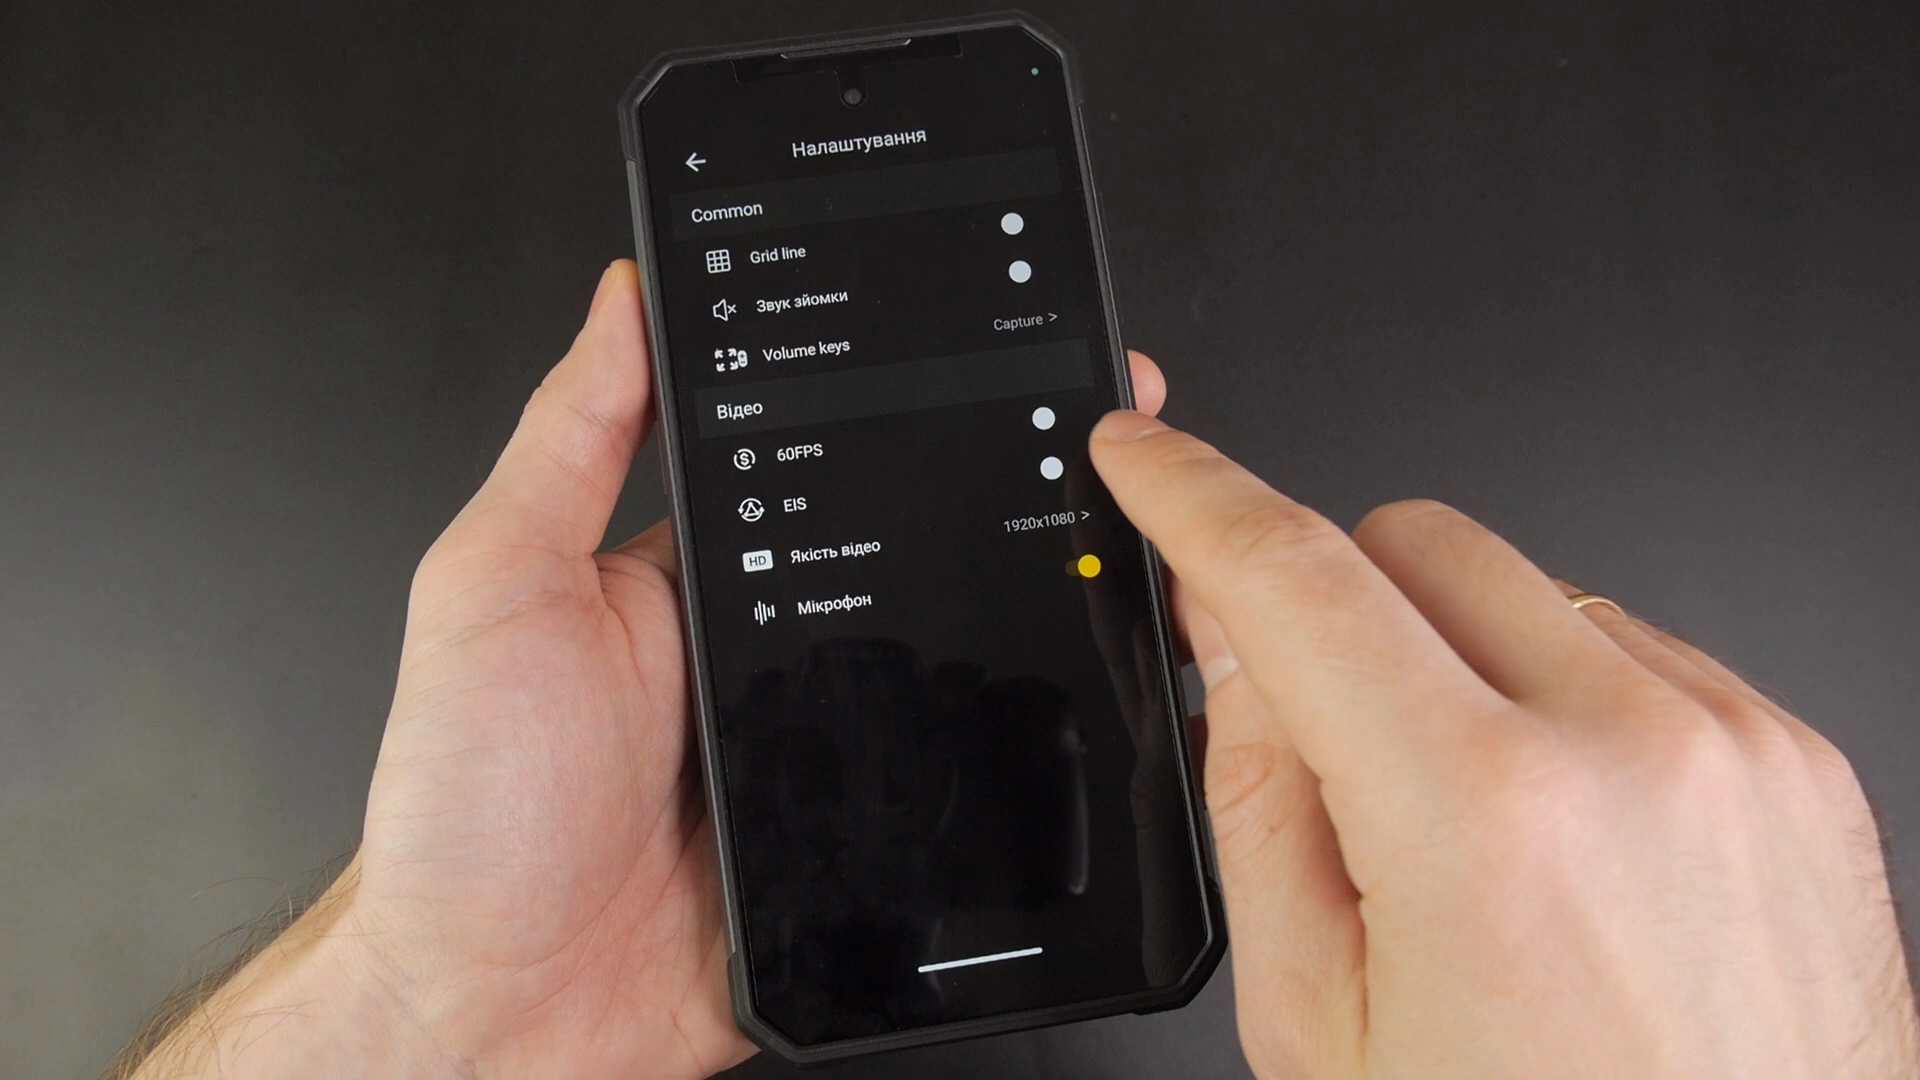 Налаштування
Common
Grid line
Звук зйомки
Volume keys
Capture >
Відео
60FPS
EIS
HD
Якість відео
1920x1080 >
Мікрофон